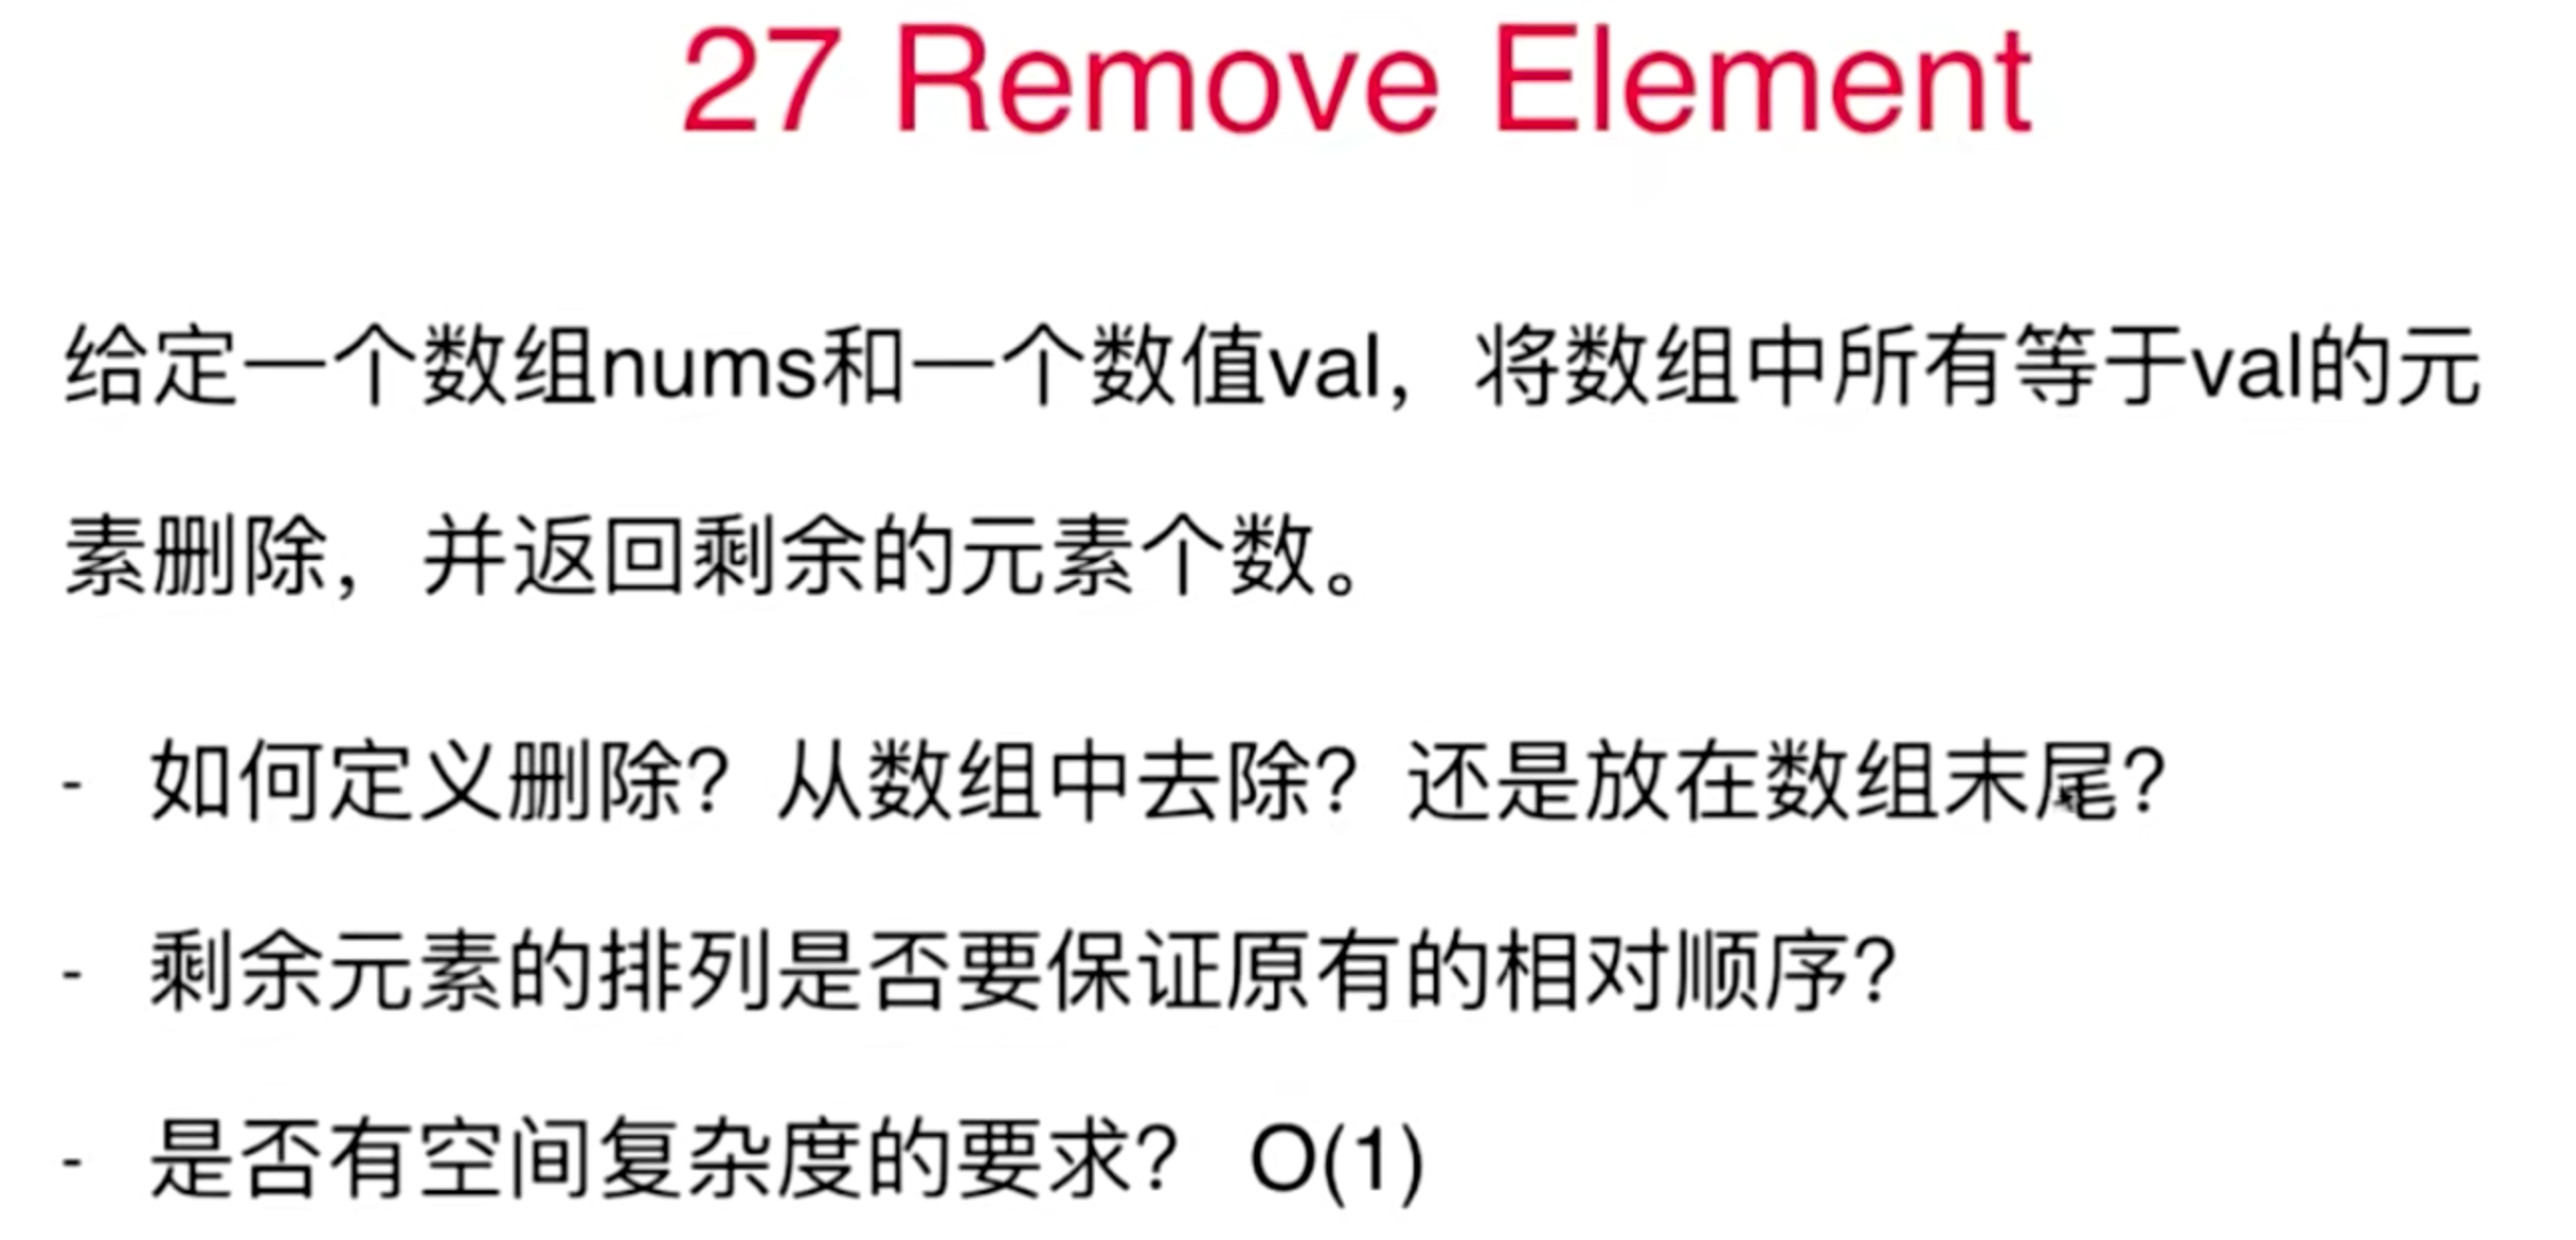 27 Remove Element
给定一个数组nums和一个数值val，将数组中所有等于val的元
素删除，并返回剩余的元素个数。
- 如何定义删除？从数组中去除？还是放在数组末尾？
- 剩余元素的排列是否要保证原有的相对顺序？
- 是否有空间复杂度的要求？ O(1)